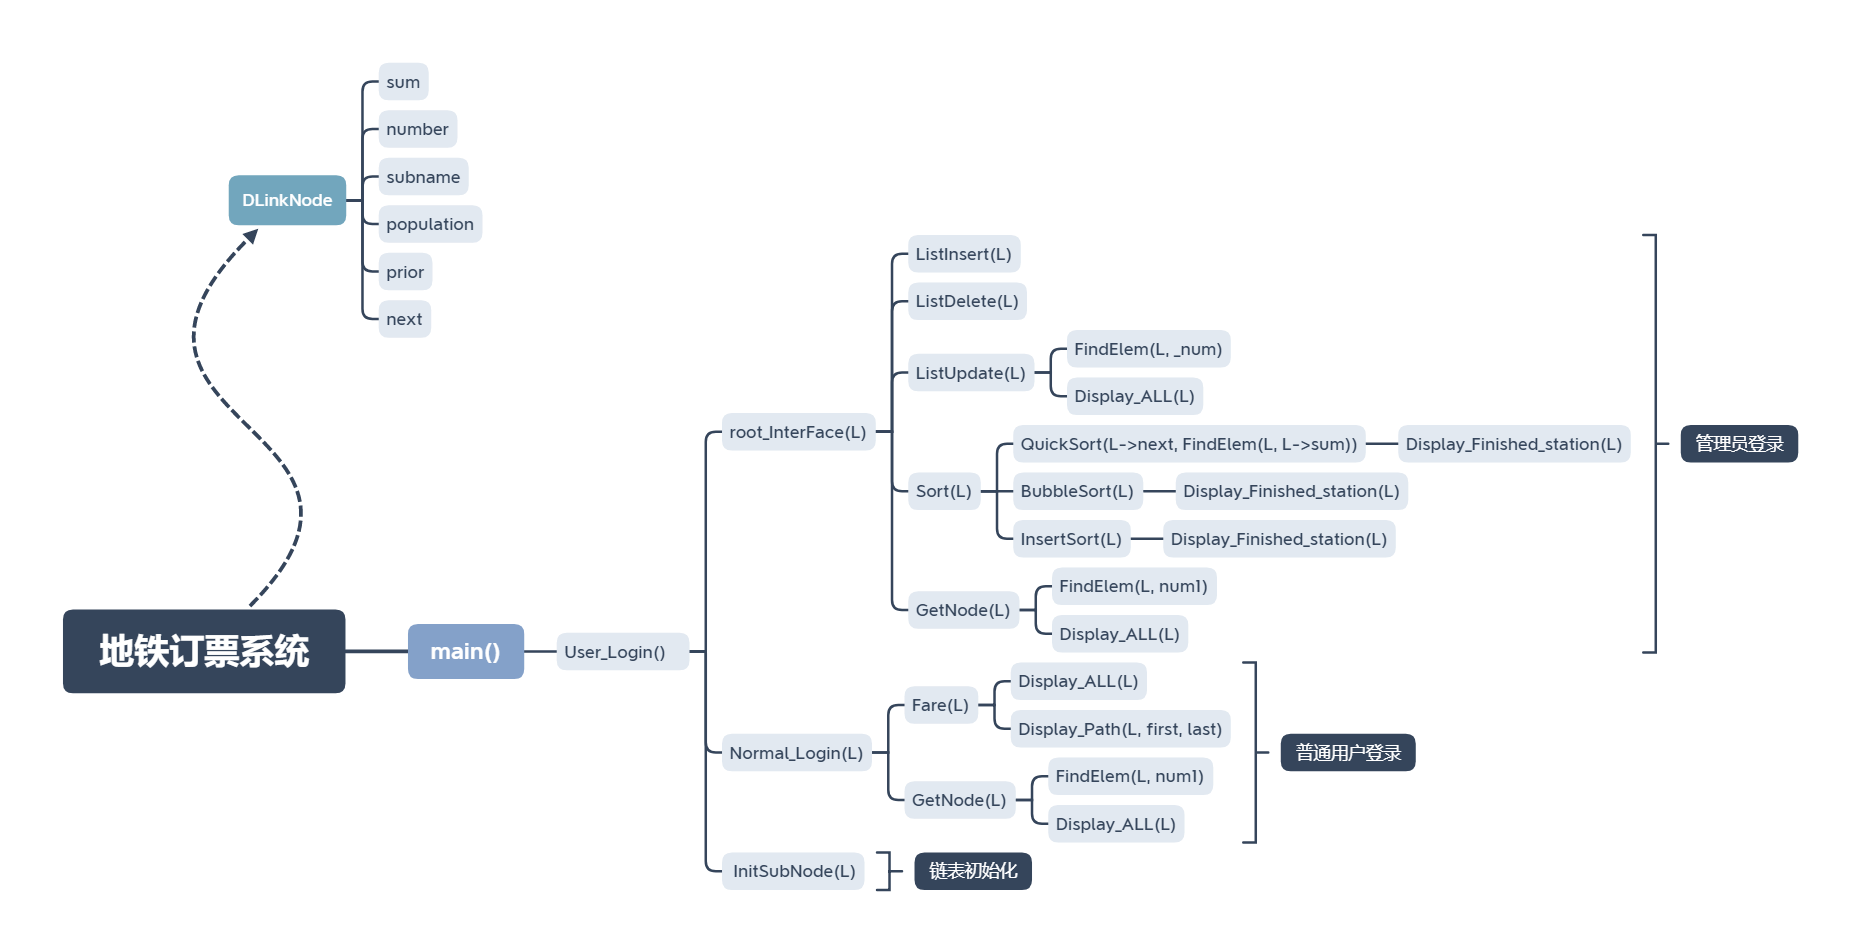 sum
number
subname
DLinkNode
population
prior
next
ListInsert(L)
ListDelete(L)
FindElem(L, _num)
ListUpdate(L)
Display_ALL(L)
root_InterFace(L)
QuickSort(L->next, FindElem(L, L->sum))
Display_Finished_station(L)
管理员登录
Sort(L)
BubbleSort(L)
Display_Finished_station(L)
InsertSort(L)
Display_Finished_station(L)
FindElem(L, num1)
GetNode(L)
Display_ALL(L)
地铁订票系统
main()
User_Login()
Display_ALL(L)
Fare(L)
Display_Path(L, first, last)
Normal_Login(L)
普通用户登录
FindElem(L, num1)
GetNode(L)
Display_ALL(L)
InitSubNode(L)
链表初始化